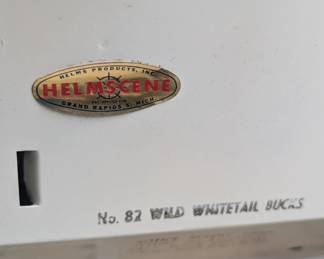 HELMS PRODUCTS, INC.
HELMSCENE
GRAND RAPIDS 5, MICH.
No. 82 WILD WHITETAIL BUCKS